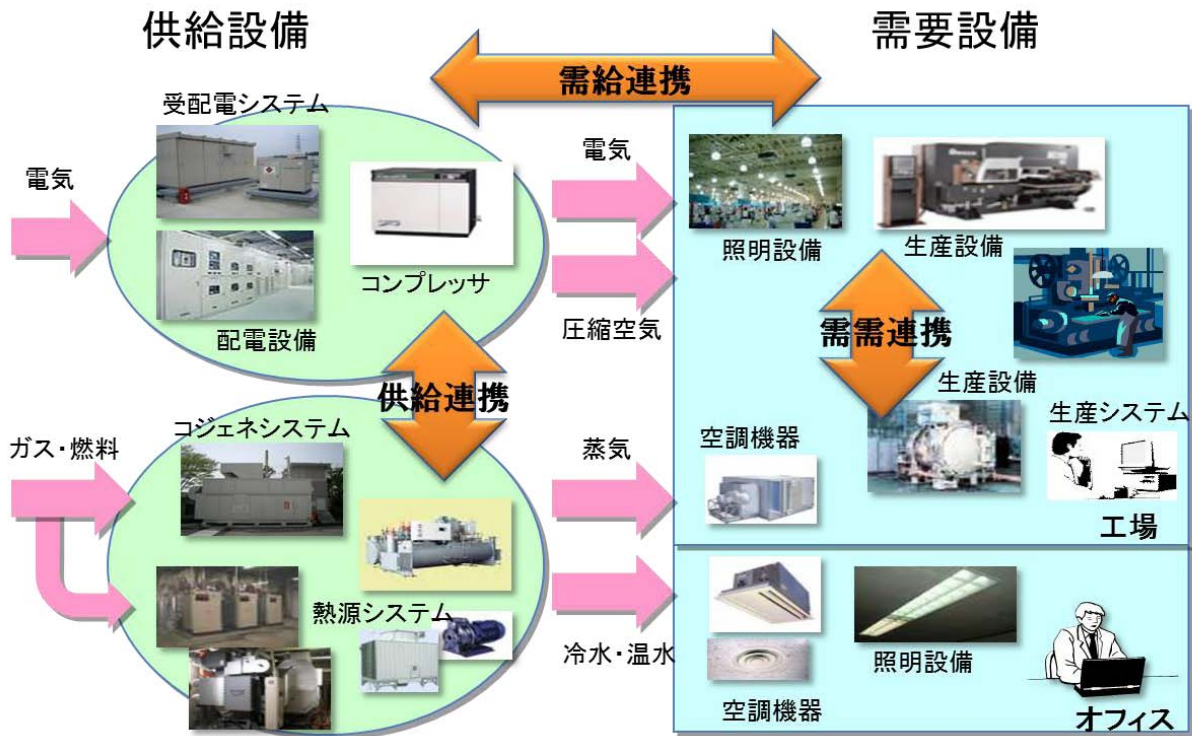 供給設備
需要設備
需給連携
受配電システム
電気
電気
コンプレッサ
配電設備
圧縮空気
照明設備
生産設備
需需連携
生産設備
供給連携
生産システム
ガス・燃料
コジェネシステム
蒸気
空調機器
工場
熱源システム
冷水・温水
照明設備
空調機器
オフィス